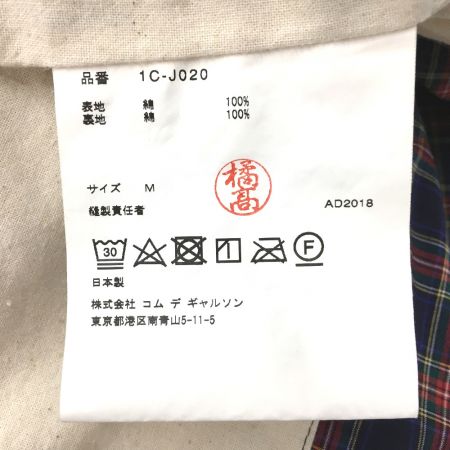 品番 1C-J020
表地 綿 100%
裏地 綿 100%
サイズ M
橘髙
縫製責任者
AD2018
30 F
日本製
株式会社 コム デ ギャルソン
東京都港区南青山5-11-5